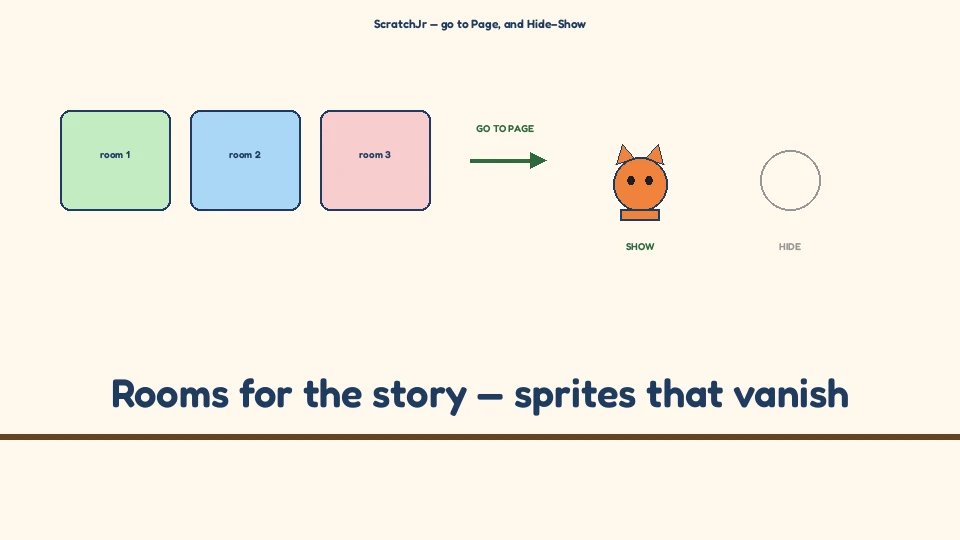 ScratchJr — go to Page, and Hide-Show
room 1
room 2
room 3
GO TO PAGE
SHOW
HIDE
Rooms for the story — sprites that vanish